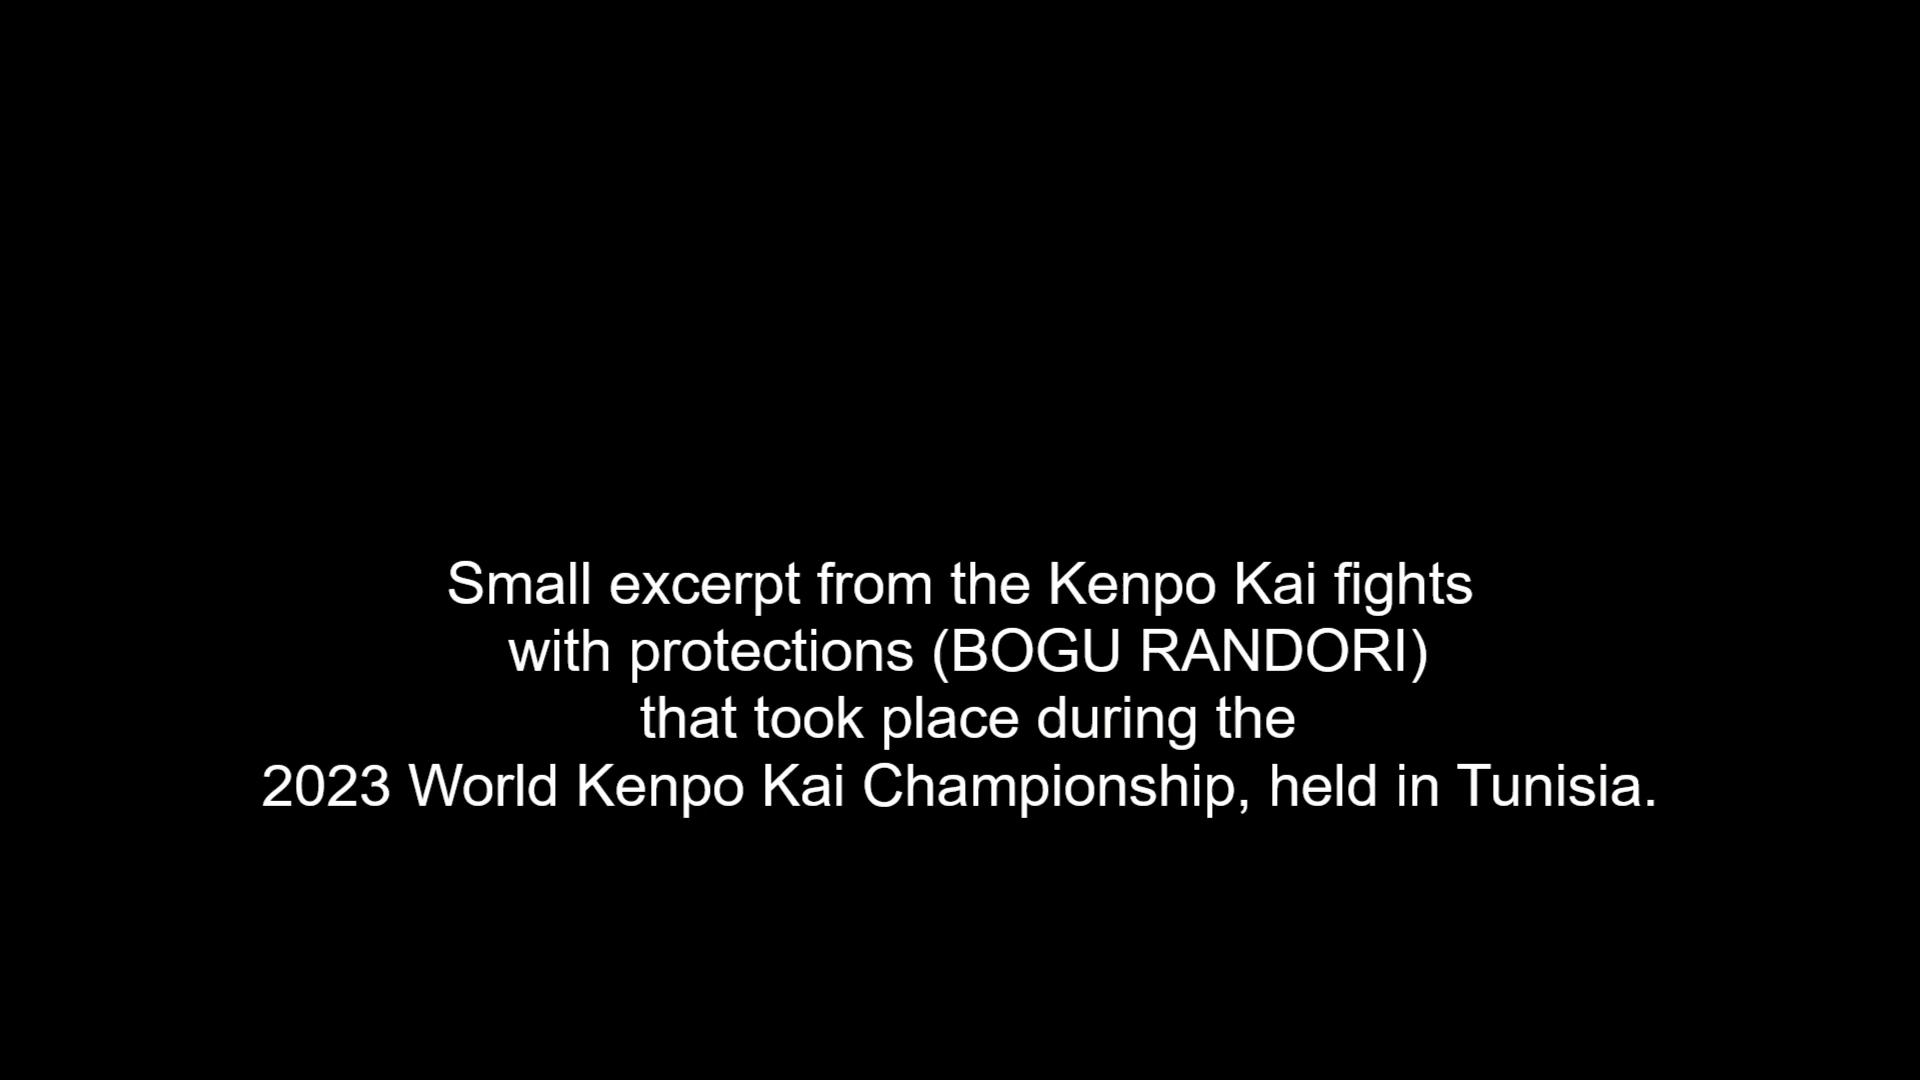 Small excerpt from the Kenpo Kai fights
with protections (BOGU RANDORI)
that took place during the
2023 World Kenpo Kai Championship, held in Tunisia.